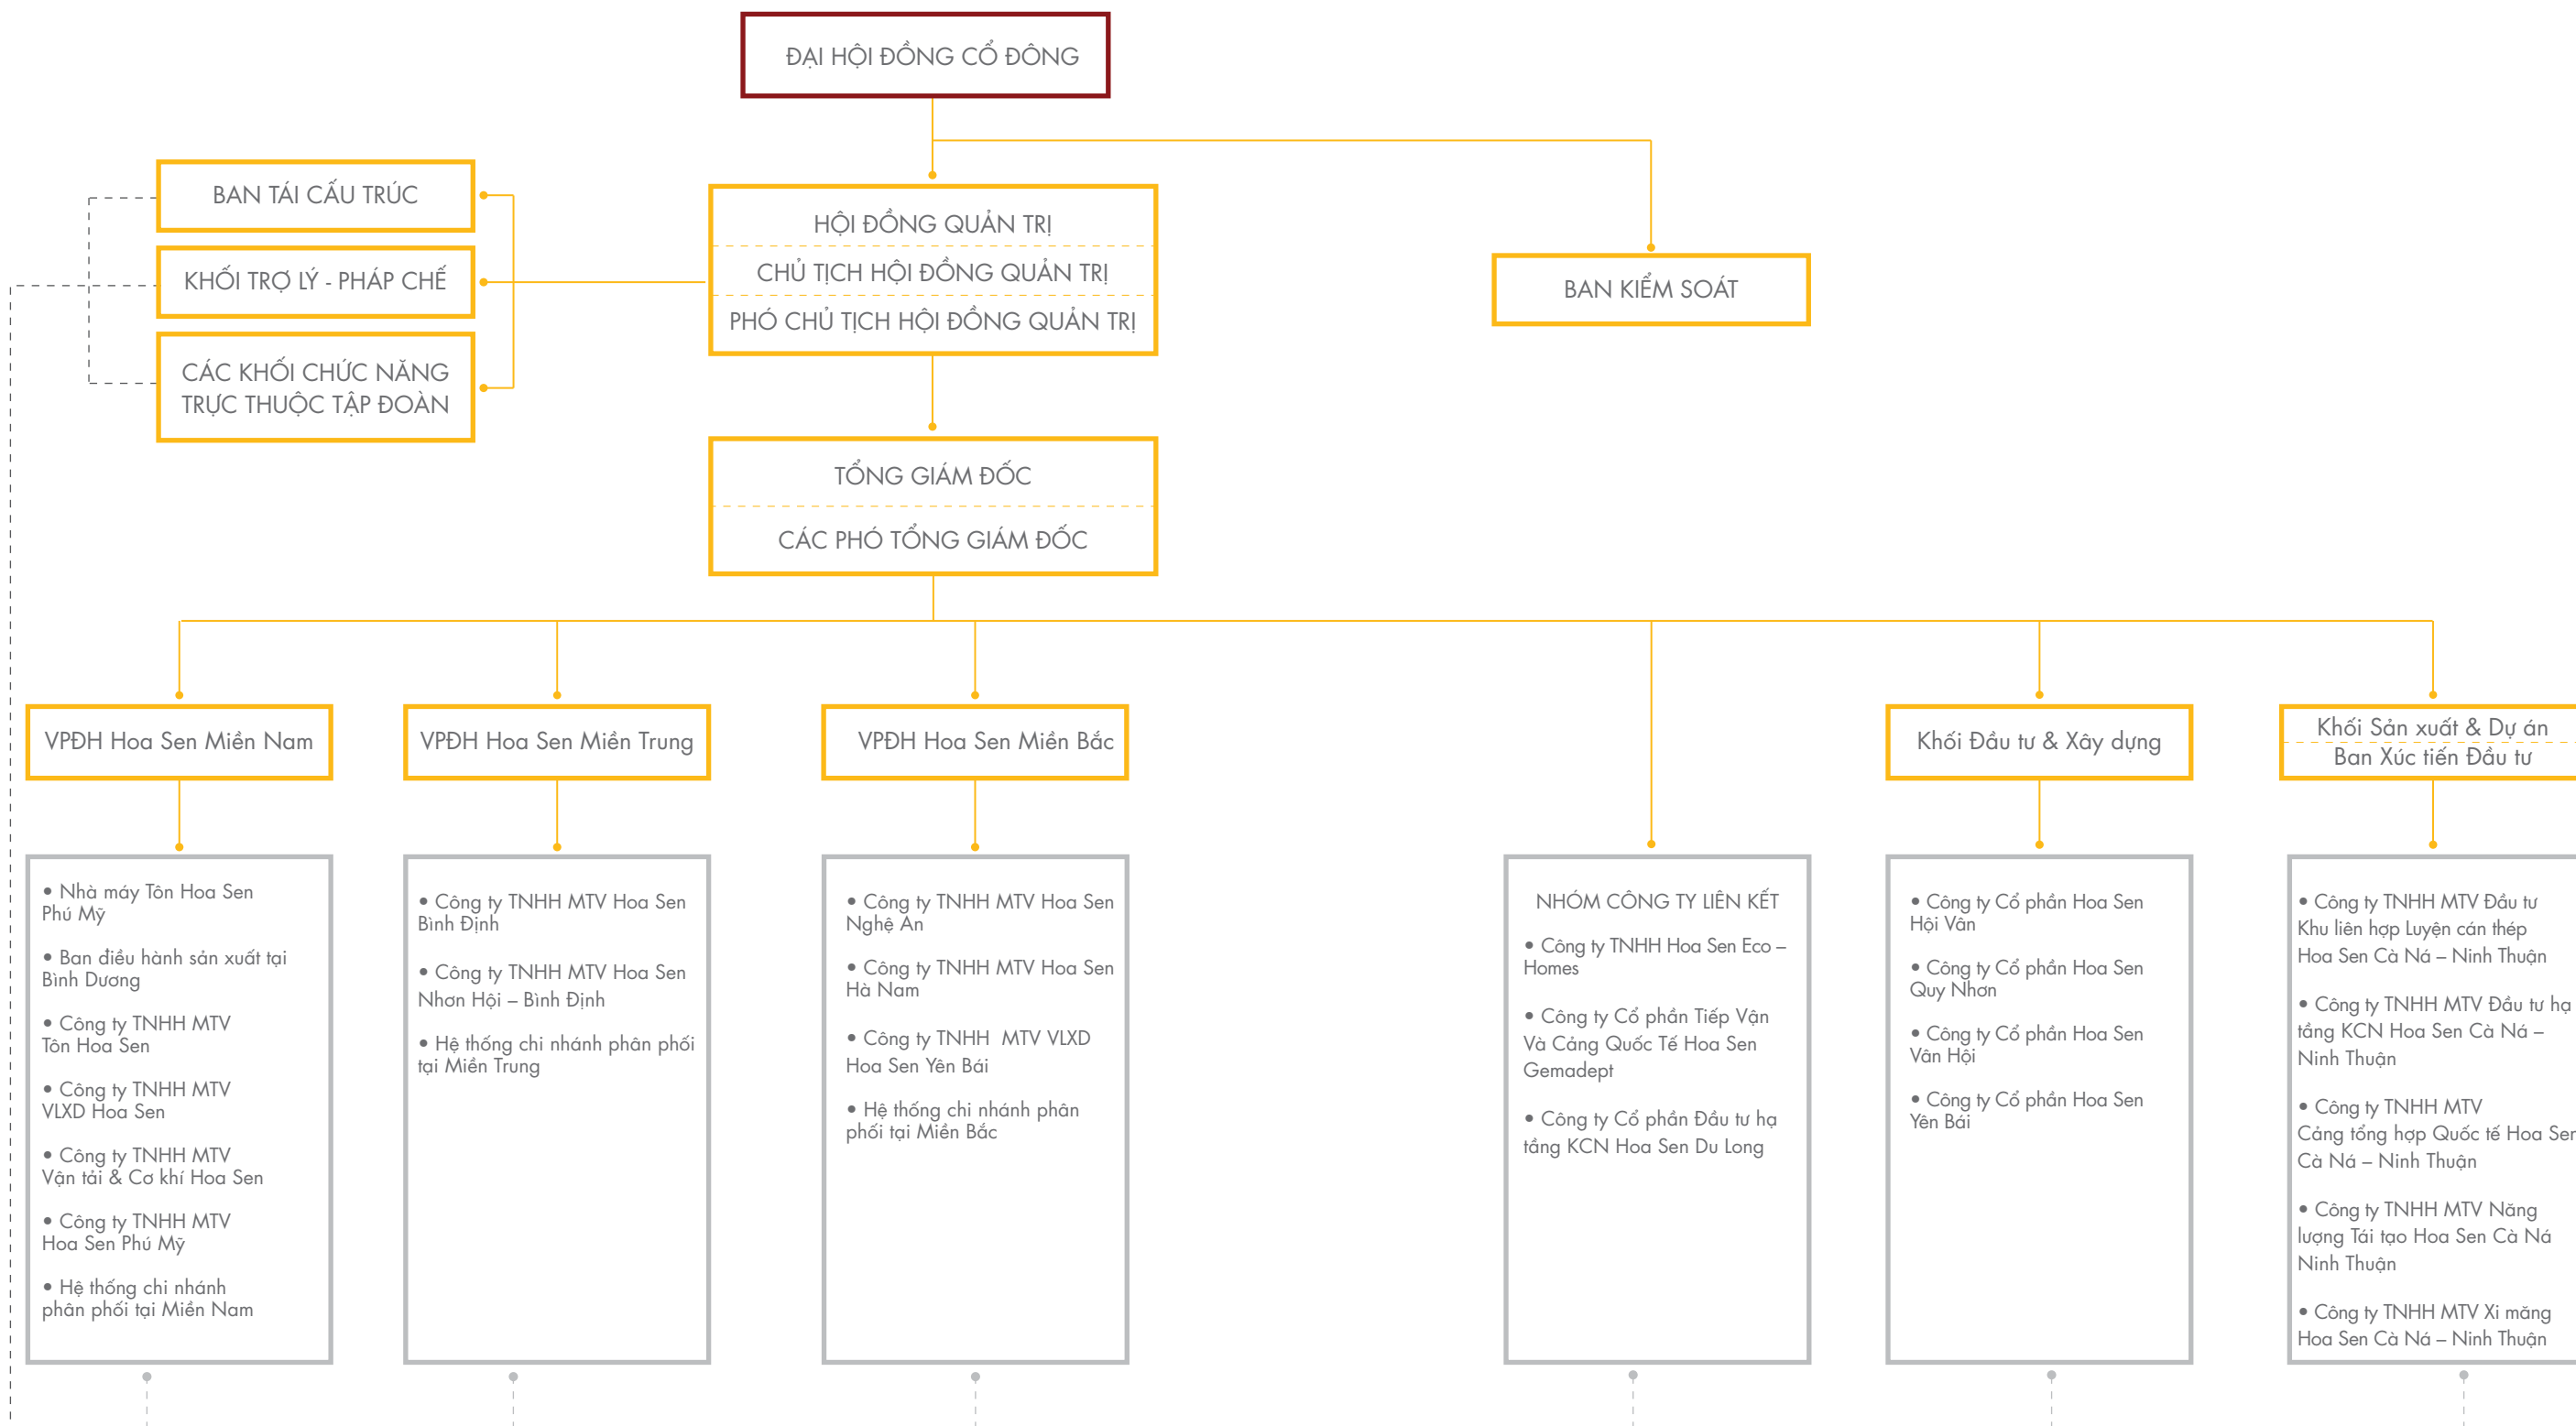 ĐẠI HỘI ĐỒNG CỔ ĐÔNG
BAN TÁI CẤU TRÚC
KHỐI TRỢ LÝ - PHÁP CHẾ
CÁC KHỐI CHỨC NĂNG
TRỰC THUỘC TẬP ĐOÀN
HỘI ĐỒNG QUẢN TRỊ
CHỦ TỊCH HỘI ĐỒNG QUẢN TRỊ
PHÓ CHỦ TỊCH HỘI ĐỒNG QUẢN TRỊ
BAN KIỂM SOÁT
TỔNG GIÁM ĐỐC
CÁC PHÓ TỔNG GIÁM ĐỐC
VPĐH Hoa Sen Miền Nam
VPĐH Hoa Sen Miền Trung
VPĐH Hoa Sen Miền Bắc
Khối Đầu tư & Xây dựng
Khối Sản xuất & Dự án
Ban Xúc tiến Đầu tư
• Nhà máy Tôn Hoa Sen
Phú Mỹ
• Ban điều hành sản xuất tại
Bình Dương
• Công ty TNHH MTV
Tôn Hoa Sen
• Công ty TNHH MTV
VLXD Hoa Sen
• Công ty TNHH MTV
Vận tải & Cơ khí Hoa Sen
• Công ty TNHH MTV
Hoa Sen Phú Mỹ
• Hệ thống chi nhánh
phân phối tại Miền Nam
• Công ty TNHH MTV Hoa Sen
Bình Định
• Công ty TNHH MTV Hoa Sen
Nhơn Hội – Bình Định
• Hệ thống chi nhánh phân phối
tại Miền Trung
• Công ty TNHH MTV Hoa Sen
Nghệ An
• Công ty TNHH MTV Hoa Sen
Hà Nam
• Công ty TNHH MTV VLXD
Hoa Sen Yên Bái
• Hệ thống chi nhánh phân
phối tại Miền Bắc
NHÓM CÔNG TY LIÊN KẾT
• Công ty TNHH Hoa Sen Eco –
Homes
• Công ty Cổ phần Tiếp Vận
Và Cảng Quốc Tế Hoa Sen
Gemadept
• Công ty Cổ phần Đầu tư hạ
tầng KCN Hoa Sen Du Long
• Công ty Cổ phần Hoa Sen
Hội Vân
• Công ty Cổ phần Hoa Sen
Quy Nhơn
• Công ty Cổ phần Hoa Sen
Vân Hội
• Công ty Cổ phần Hoa Sen
Yên Bái
• Công ty TNHH MTV Đầu tư
Khu liên hợp Luyện cán thép
Hoa Sen Cà Ná – Ninh Thuận
• Công ty TNHH MTV Đầu tư hạ
tầng KCN Hoa Sen Cà Ná –
Ninh Thuận
• Công ty TNHH MTV
Cảng tổng hợp Quốc tế Hoa Sen
Cà Ná – Ninh Thuận
• Công ty TNHH MTV Năng
lượng Tái tạo Hoa Sen Cà Ná
Ninh Thuận
• Công ty TNHH MTV Xi măng
Hoa Sen Cà Ná – Ninh Thuận